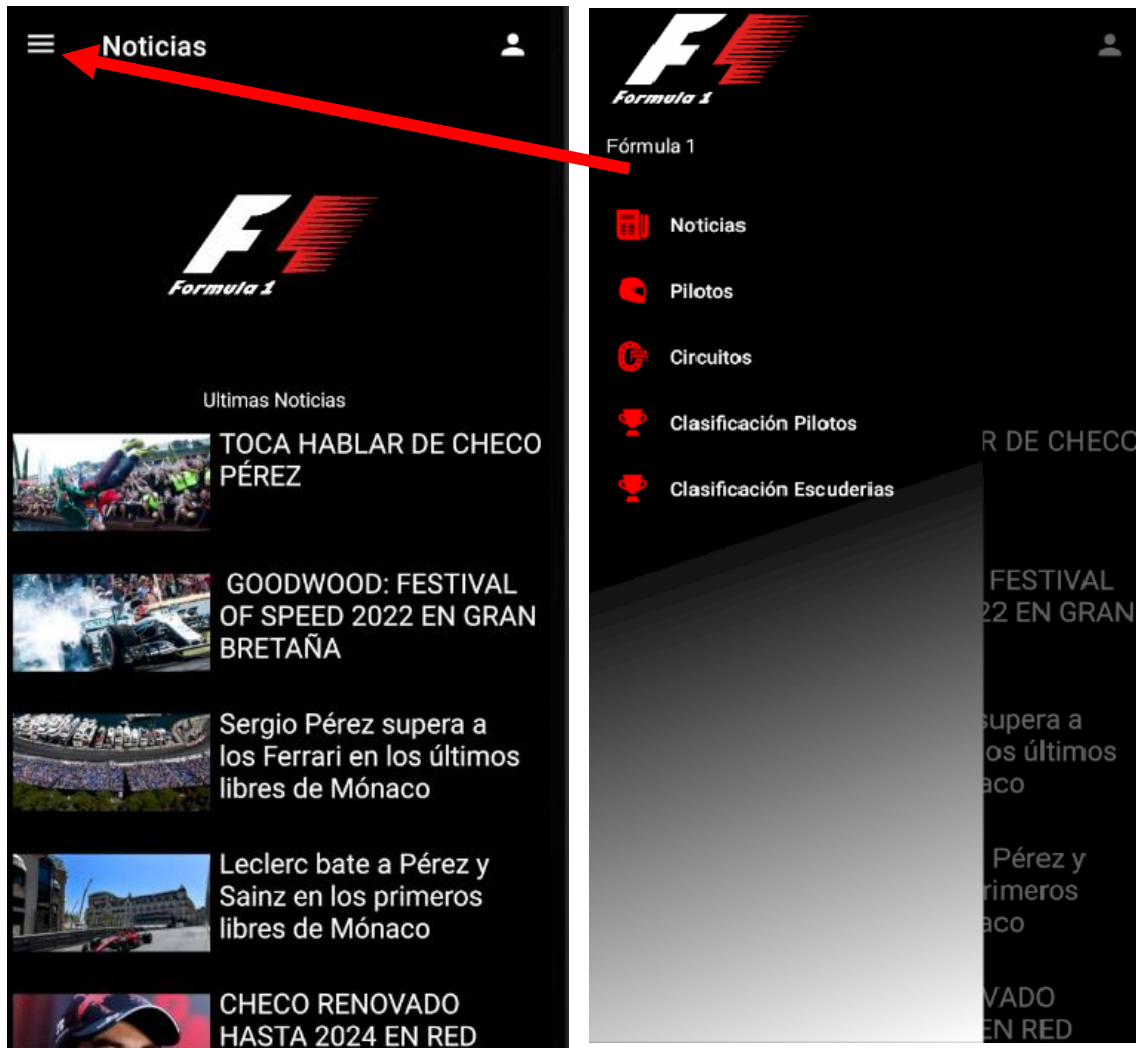 Noticias
Formula 1
Ultimas Noticias
TOCA HABLAR DE CHECO
PÉREZ
GOODWOOD: FESTIVAL
OF SPEED 2022 EN GRAN
BRETAÑA
Sergio Pérez supera a
los Ferrari en los últimos
libres de Mónaco
Leclerc bate a Pérez y
Sainz en los primeros
libres de Mónaco
CHECO RENOVADO
HASTA 2024 EN RED
Formula 1
Fórmula 1
Noticias
Pilotos
Circuitos
Clasificación Pilotos
Clasificación Escuderias
R DE CHECO
FESTIVAL
22 EN GRAN
supera a
os últimos
aco
Pérez y
rimeros
aco
VADO
EN RED